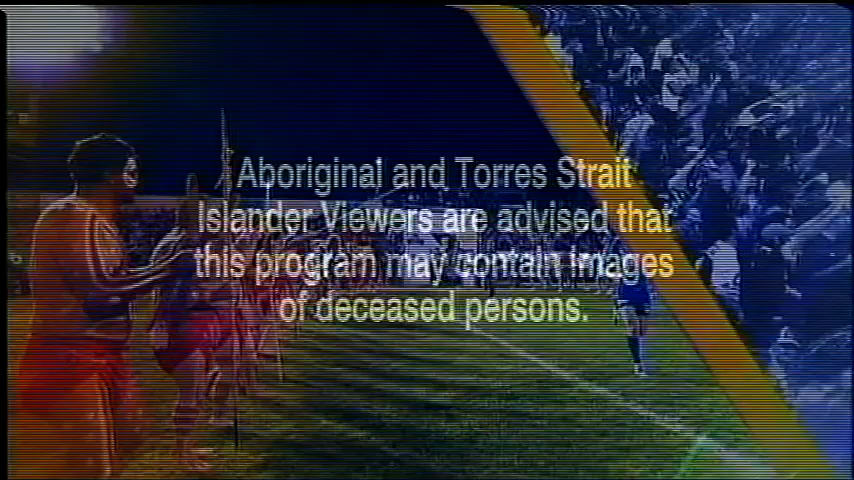 Aboriginal and Torres Strait
Islander Viewers are advised that
this program may contain images
of deceased persons.